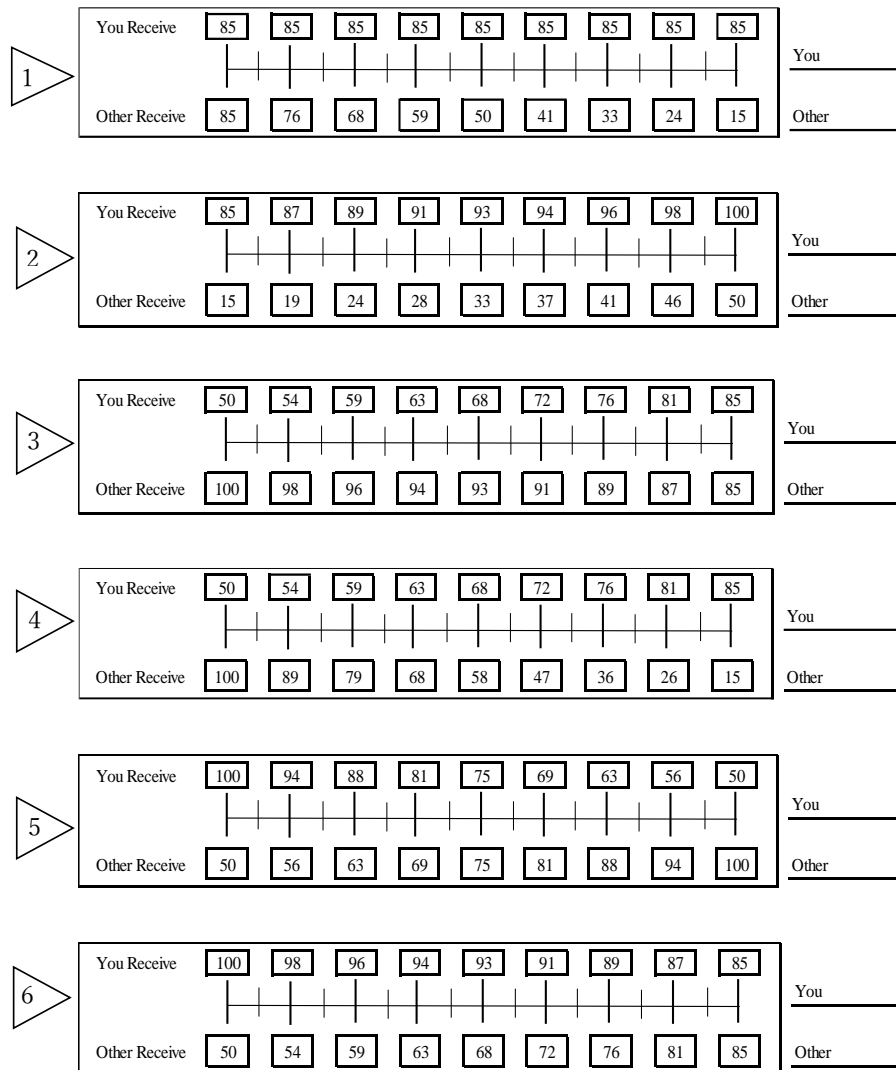 You Receive 85 85 85 85 85 85 85 85 85
You
1
Other Receive 85 76 68 59 50 41 33 24 15
Other
You Receive 85 87 89 91 93 94 96 98 100
You
2
Other Receive 15 19 24 28 33 37 41 46 50
Other
You Receive 50 54 59 63 68 72 76 81 85
You
3
Other Receive 100 98 96 94 93 91 89 87 85
Other
You Receive 50 54 59 63 68 72 76 81 85
You
4
Other Receive 100 89 79 68 58 47 36 26 15
Other
You Receive 100 94 88 81 75 69 63 56 50
You
5
Other Receive 50 56 63 69 75 81 88 94 100
Other
You Receive 100 98 96 94 93 91 89 87 85
You
6
Other Receive 50 54 59 63 68 72 76 81 85
Other